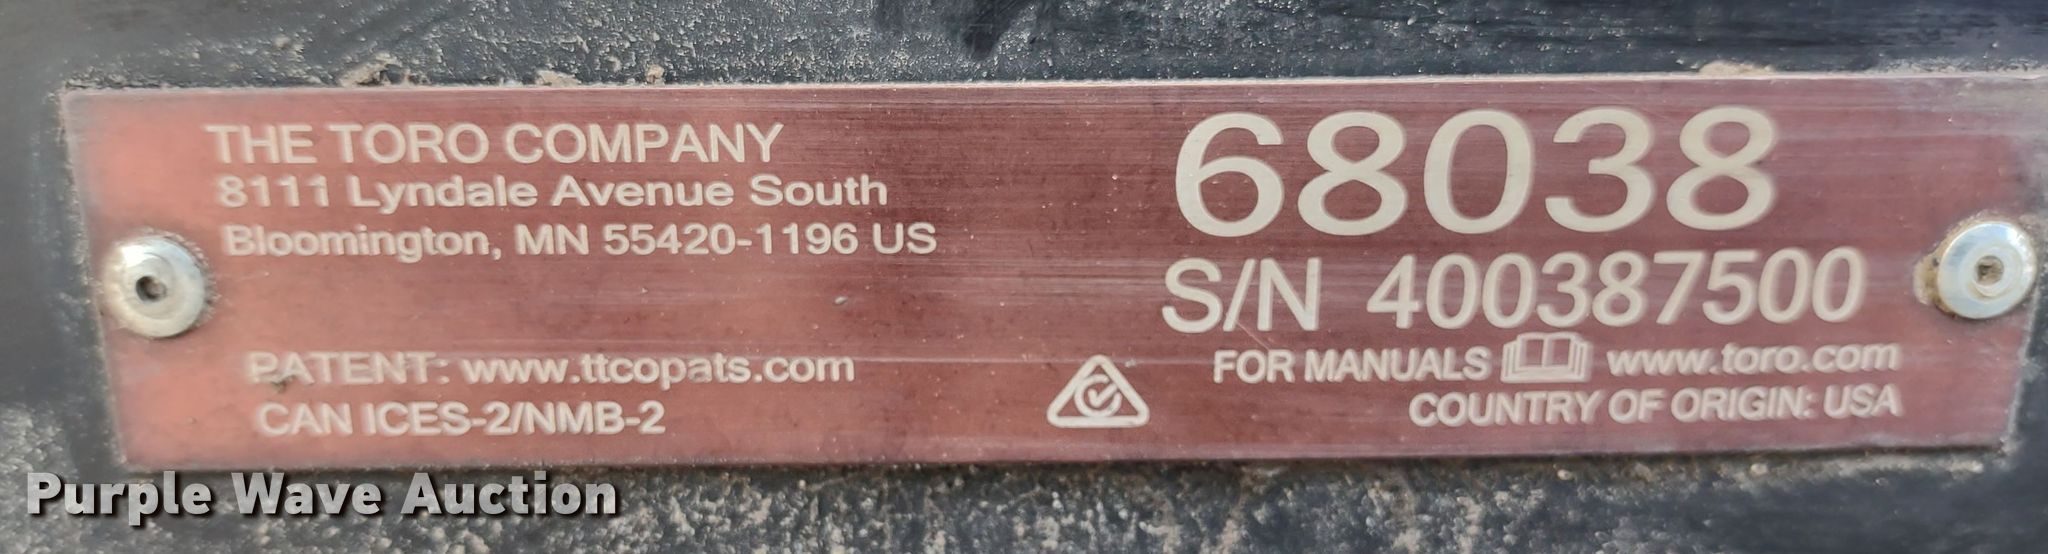 THE TORO COMPANY
8111 Lyndale Avenue South
Bloomington, MN 55420-1196 US
PATENT: www.ttcopats.com
CAN ICES-2/NMB-2
68038
S/N 400387500
FOR MANUALS www.toro.com
COUNTRY OF ORIGIN: USA
Purple Wave Auction